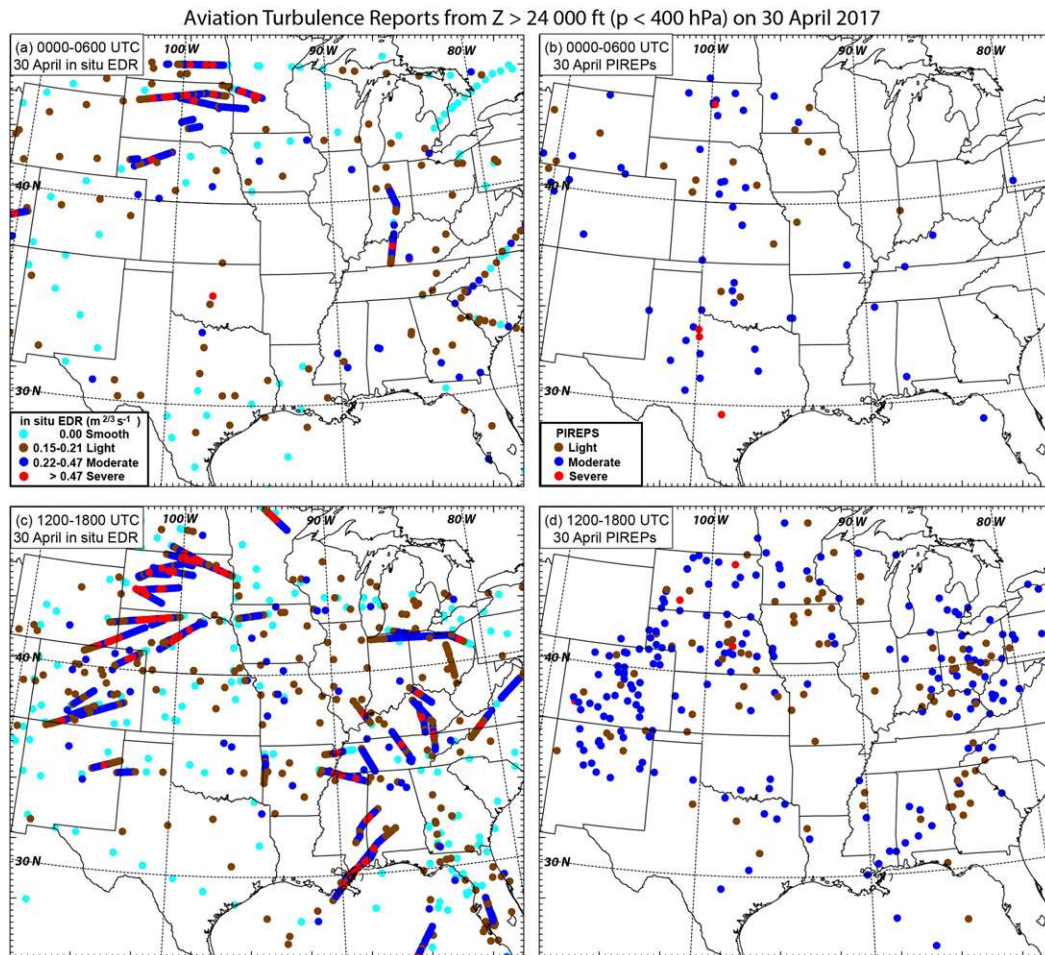 Aviation Turbulence Reports from Z > 24 000 ft (p < 400 hPa) on 30 April 2017
(a) 0000-0600 UTC
30 April in situ EDR
100 W
90 W
80 W
40 N
30 N
in situ EDR (m^2/3 s^-1 )
0.00 Smooth
0.15-0.21 Light
0.22-0.47 Moderate
> 0.47 Severe
(b) 0000-0600 UTC
30 April PIREPs
100 W
90 W
80 W
40 N
30 N
PIREPS
Light
Moderate
Severe
(c) 1200-1800 UTC
30 April in situ EDR
100 W
90 W
80 W
40 N
30 N
(d) 1200-1800 UTC
30 April PIREPs
100 W
90 W
80 W
40 N
30 N